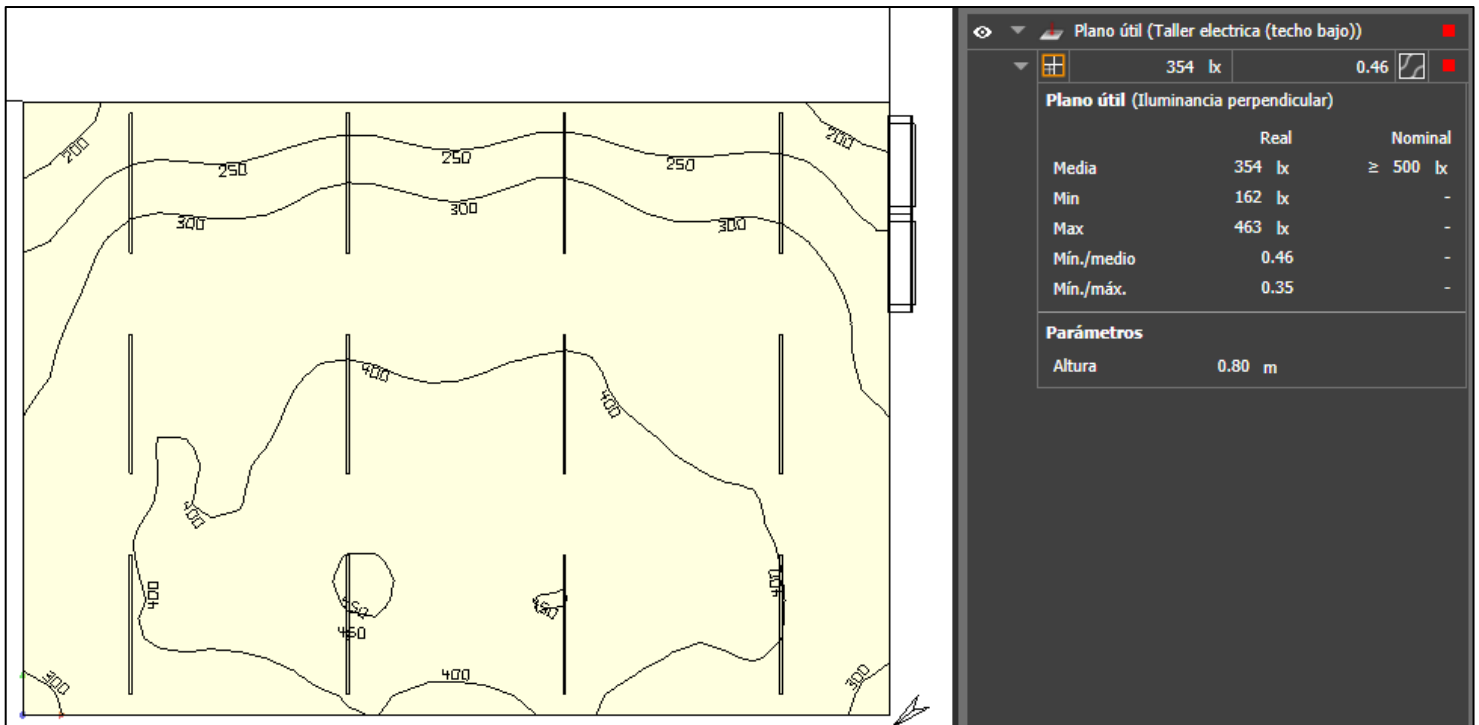 Plano útil (Taller electrica (techo bajo))
354 lx 0.46
Plano útil (Iluminancia perpendicular)
Real Nominal
Media 354 lx ≥ 500 lx
Min 162 lx -
Max 463 lx -
Mín./medio 0.46 -
Mín./máx. 0.35 -
Parámetros
Altura 0.80 m
200
200
250
250
250
300
300
300
400
400
400
400
400
450
450
450
400
300
300